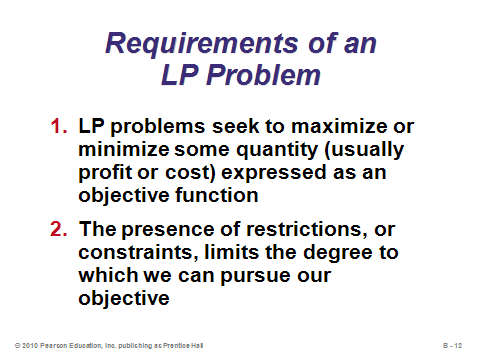 Requirements of an
LP Problem
1. LP problems seek to maximize or
minimize some quantity (usually
profit or cost) expressed as an
objective function
2. The presence of restrictions, or
constraints, limits the degree to
which we can pursue our
objective
© 2010 Pearson Education, Inc. publishing as Prentice Hall
B - 12